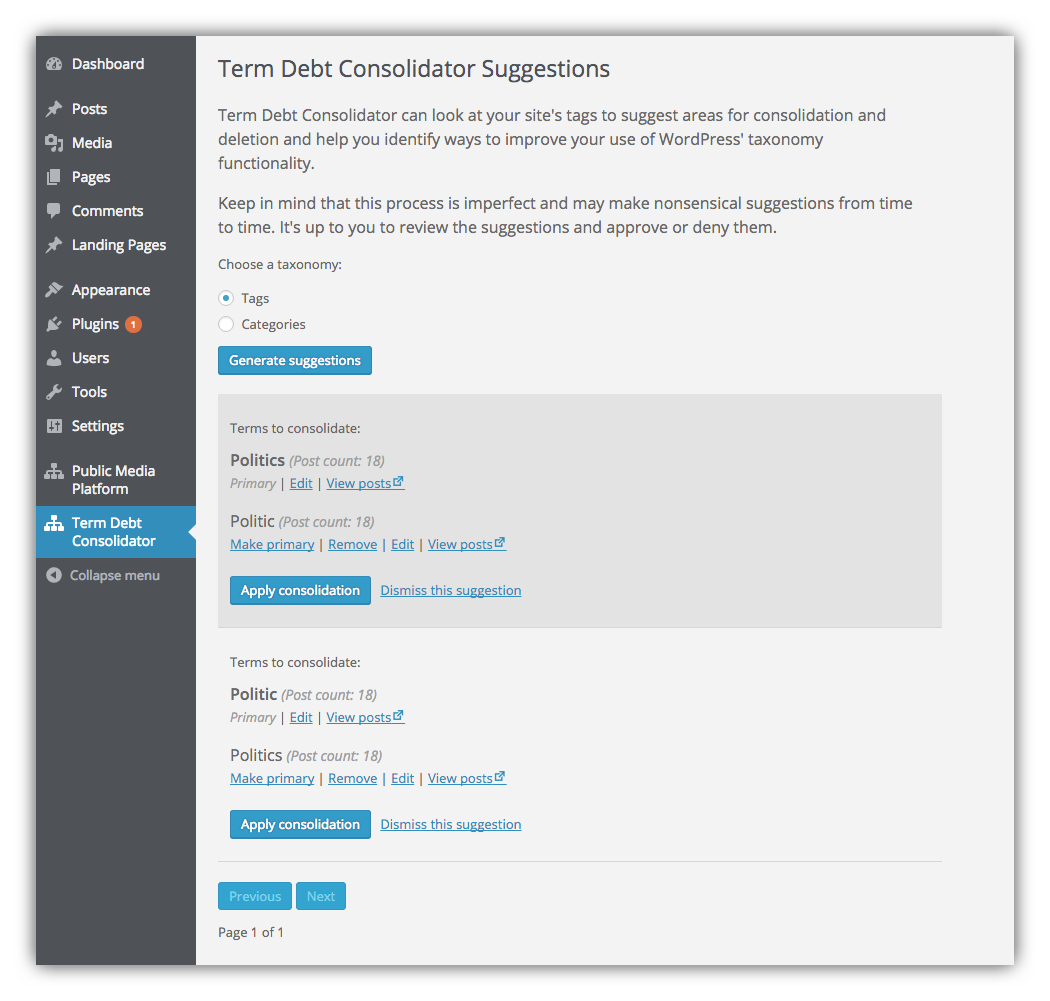 Dashboard
Posts
Media
Pages
Comments
Landing Pages
Appearance
Plugins 1
Users
Tools
Settings
Public Media
Platform
Term Debt
Consolidator
Collapse menu
Term Debt Consolidator Suggestions
Term Debt Consolidator can look at your site's tags to suggest areas for consolidation and
deletion and help you identify ways to improve your use of WordPress' taxonomy
functionality.
Keep in mind that this process is imperfect and may make nonsensical suggestions from time
to time. It's up to you to review the suggestions and approve or deny them.
Choose a taxonomy:
Tags
Categories
Generate suggestions
Terms to consolidate:
Politics (Post count: 18)
Primary | Edit | View posts
Politic (Post count: 18)
Make primary | Remove | Edit | View posts
Apply consolidation Dismiss this suggestion
Terms to consolidate:
Politic (Post count: 18)
Primary | Edit | View posts
Politics (Post count: 18)
Make primary | Remove | Edit | View posts
Apply consolidation Dismiss this suggestion
Previous Next
Page 1 of 1